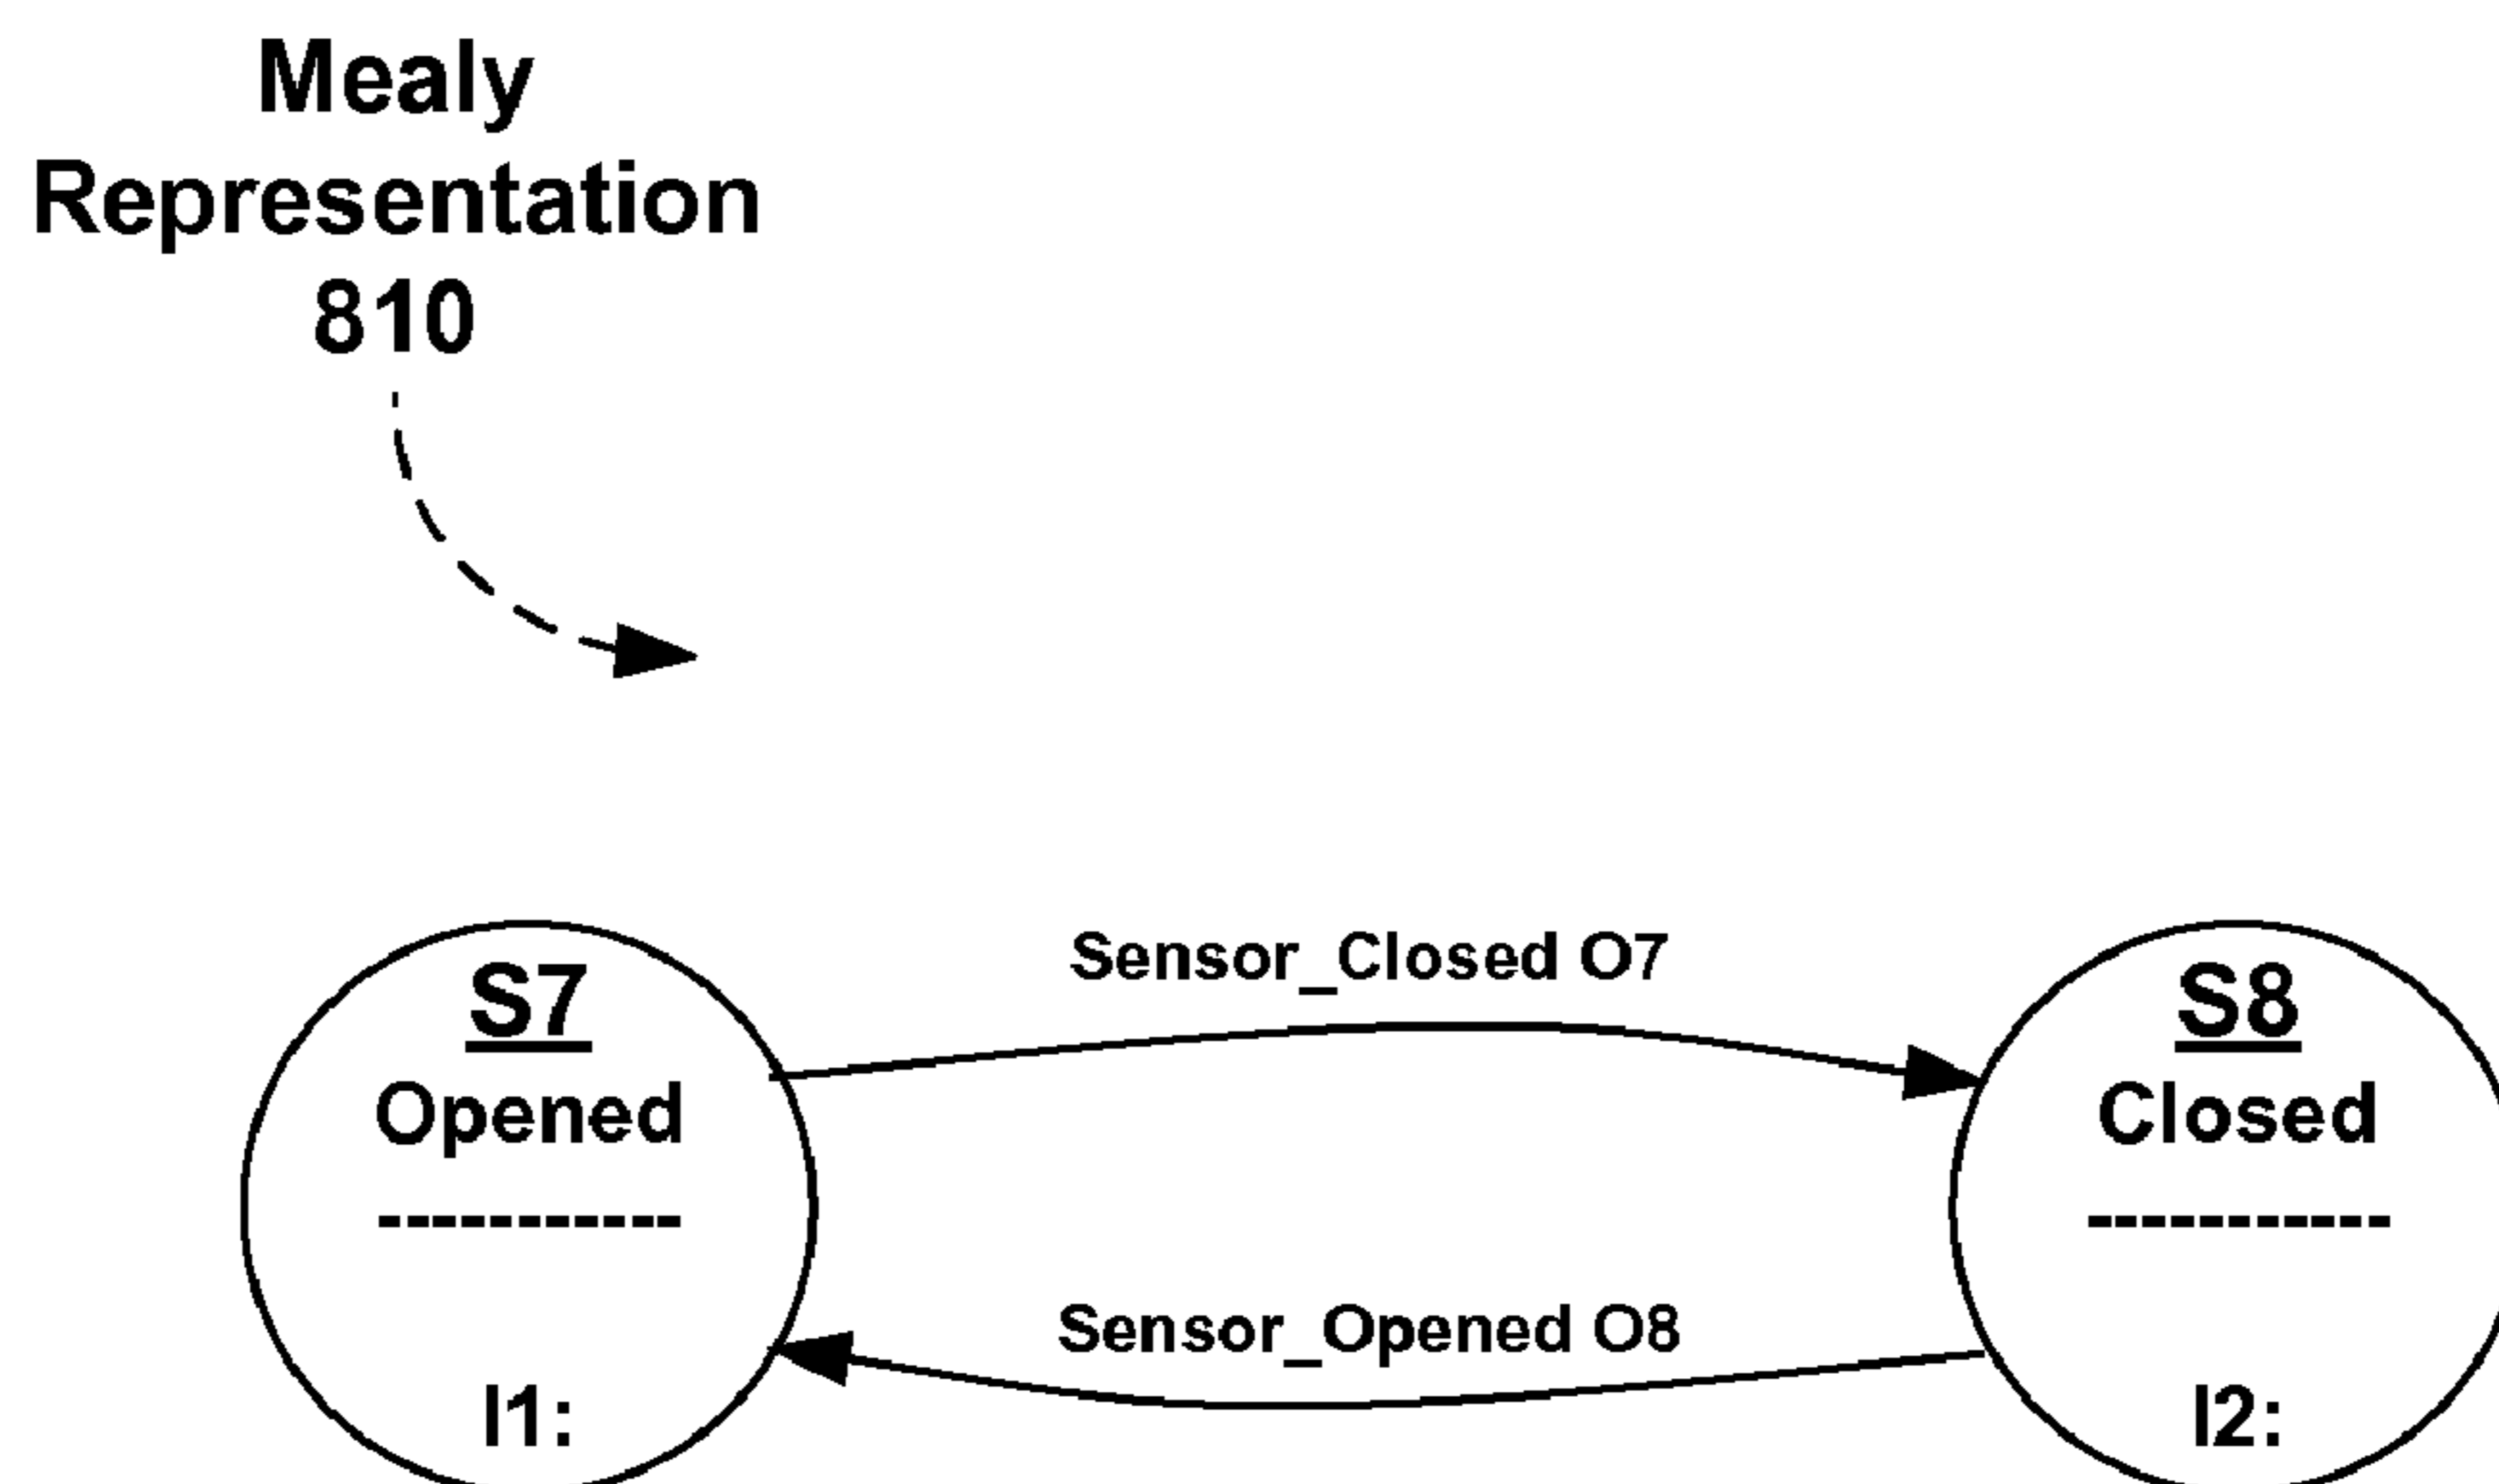 Mealy
Representation
810
Sensor_Closed O7
S7
Opened
------------
I1:
S8
Closed
------------
I2:
Sensor_Opened O8